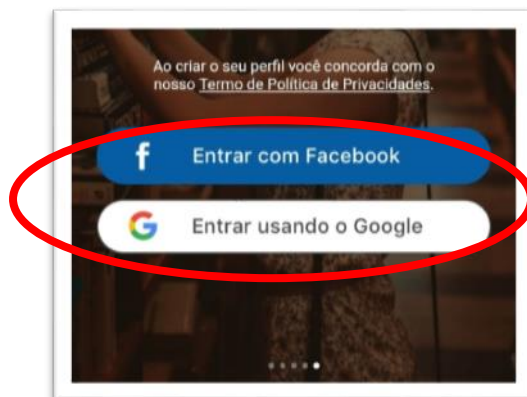 Ao criar o seu perfil você concorda com o
nosso Termo de Política de Privacidades.
f Entrar com Facebook
G Entrar usando o Google